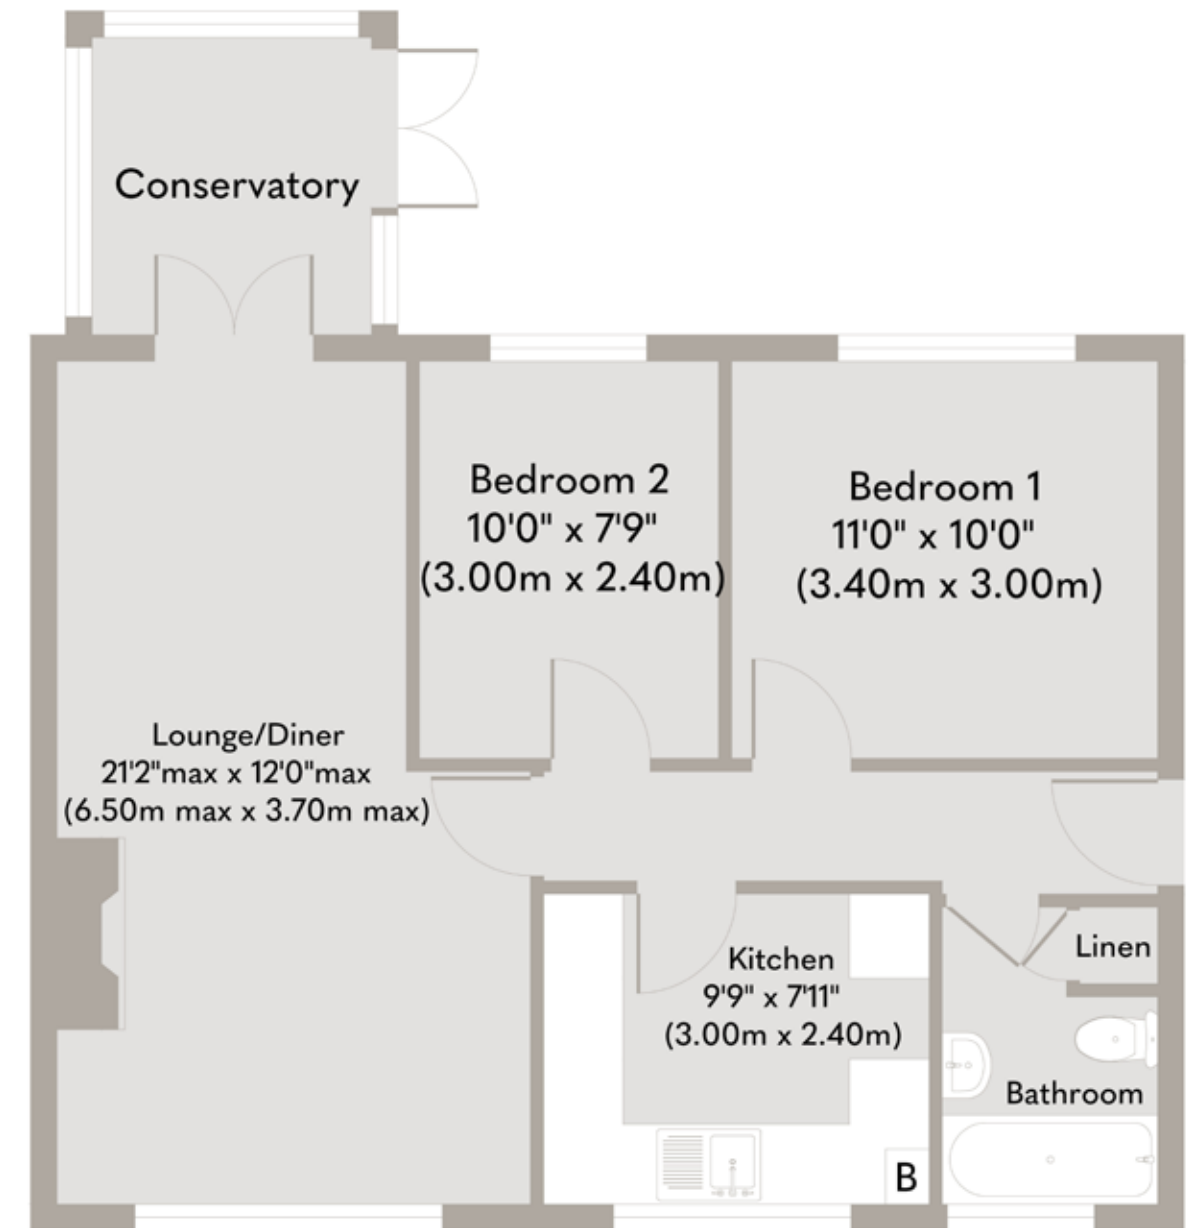 Conservatory
Bedroom 2
10'0" x 7'9"
(3.00m x 2.40m)
Bedroom 1
11'0" x 10'0"
(3.40m x 3.00m)
Lounge/Diner
21'2"max x 12'0"max
(6.50m max x 3.70m max)
Kitchen
9'9" x 7'11"
(3.00m x 2.40m)
Linen
Bathroom
B